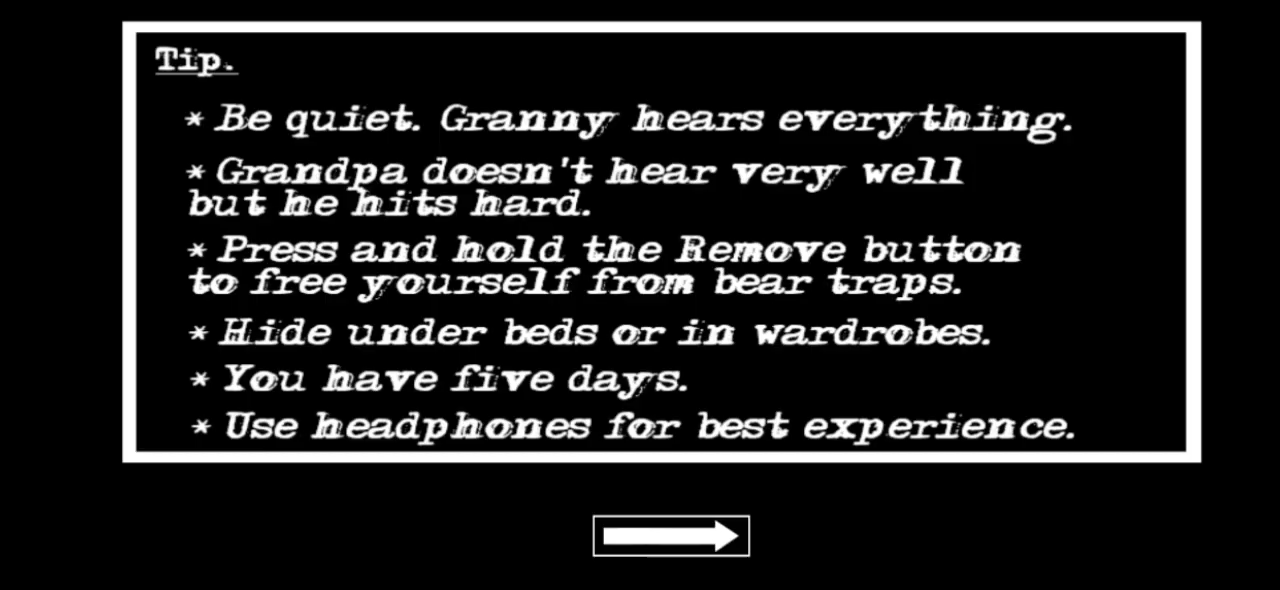 Tip.
* Be quiet. Granny hears everything.
* Grandpa doesn't hear very well
but he hits hard.
* Press and hold the Remove button
to free yourself from bear traps.
* Hide under beds or in wardrobes.
* You have five days.
* Use headphones for best experience.